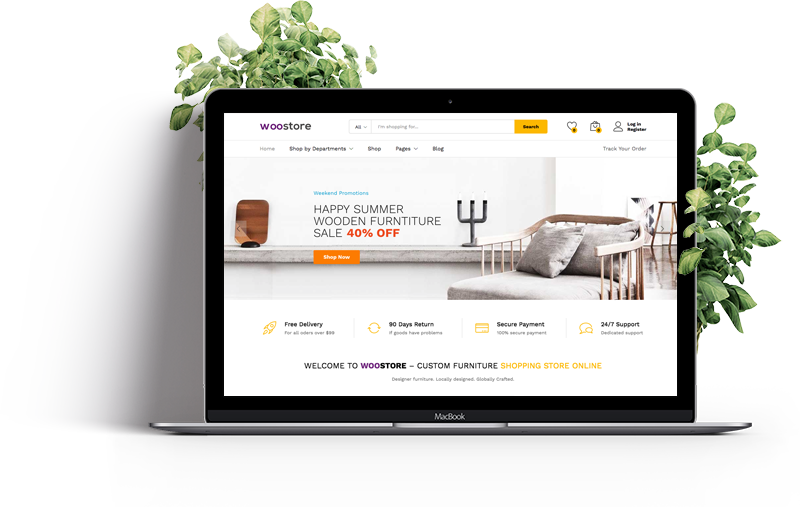 woostore
All
I'm shopping for...
Search
0
0
Log in
Register
Home
Shop by Departments
Shop
Pages
Blog
Track Your Order
Weekend Promotions
HAPPY SUMMER
WOODEN FURNTITURE
SALE 40% OFF
Shop Now
Free Delivery
For all oders over $99
90 Days Return
If goods have problems
Secure Payment
100% secure payment
24/7 Support
Dedicated support
WELCOME TO WOOSTORE – CUSTOM FURNITURE SHOPPING STORE ONLINE
Designer furniture. Locally designed. Globally Crafted.
MacBook